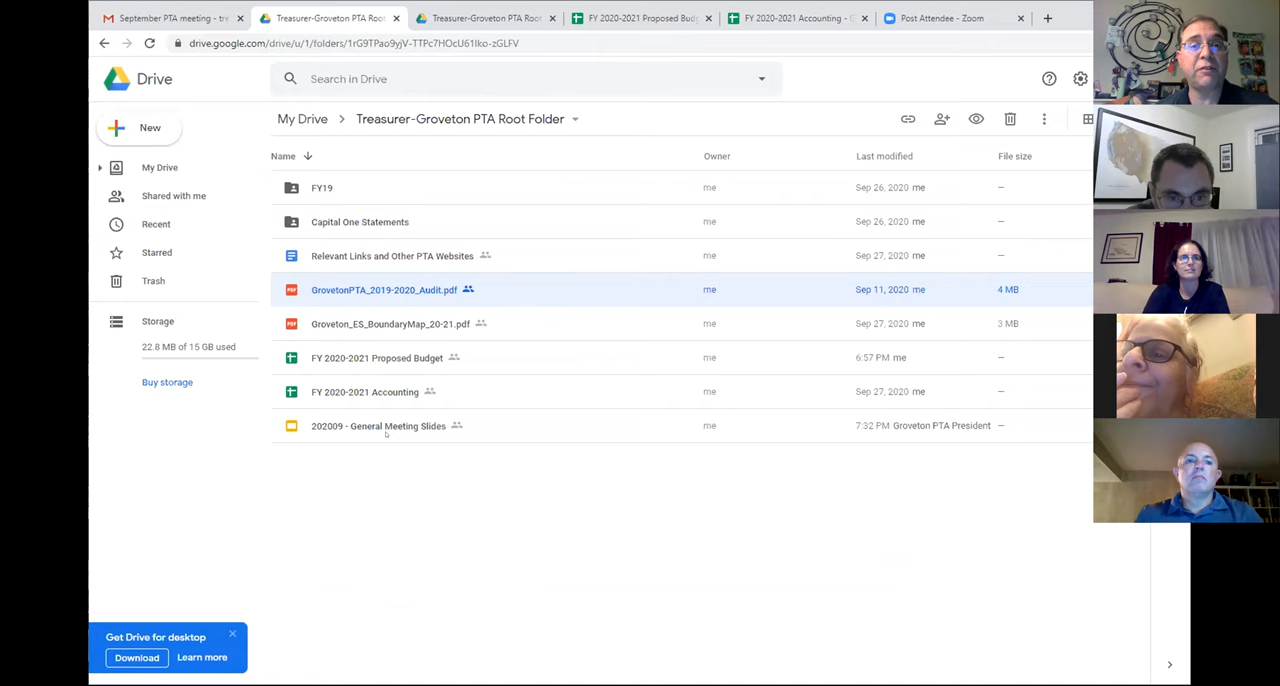 September PTA meeting - tre
Treasurer-Groveton PTA Root
Treasurer-Groveton PTA Root
FY 2020-2021 Proposed Budg
FY 2020-2021 Accounting - G
Post Attendee - Zoom
drive.google.com/drive/u/1/folders/1rG9TPao9yjV-TTPc7HOcU61Iko-zGLFV
Drive
Search in Drive
New
My Drive > Treasurer-Groveton PTA Root Folder
Name Owner Last modified File size
My Drive
Shared with me
Recent
Starred
Trash
Storage
22.8 MB of 15 GB used
Buy storage
FY19 me Sep 26, 2020 me –
Capital One Statements me Sep 26, 2020 me –
Relevant Links and Other PTA Websites me Sep 27, 2020 me –
GrovetonPTA_2019-2020_Audit.pdf me Sep 11, 2020 me 4 MB
Groveton_ES_BoundaryMap_20-21.pdf me Sep 27, 2020 me 3 MB
FY 2020-2021 Proposed Budget me 6:57 PM me –
FY 2020-2021 Accounting me Sep 27, 2020 me –
202009 - General Meeting Slides me 7:32 PM Groveton PTA President –
Get Drive for desktop
Download Learn more